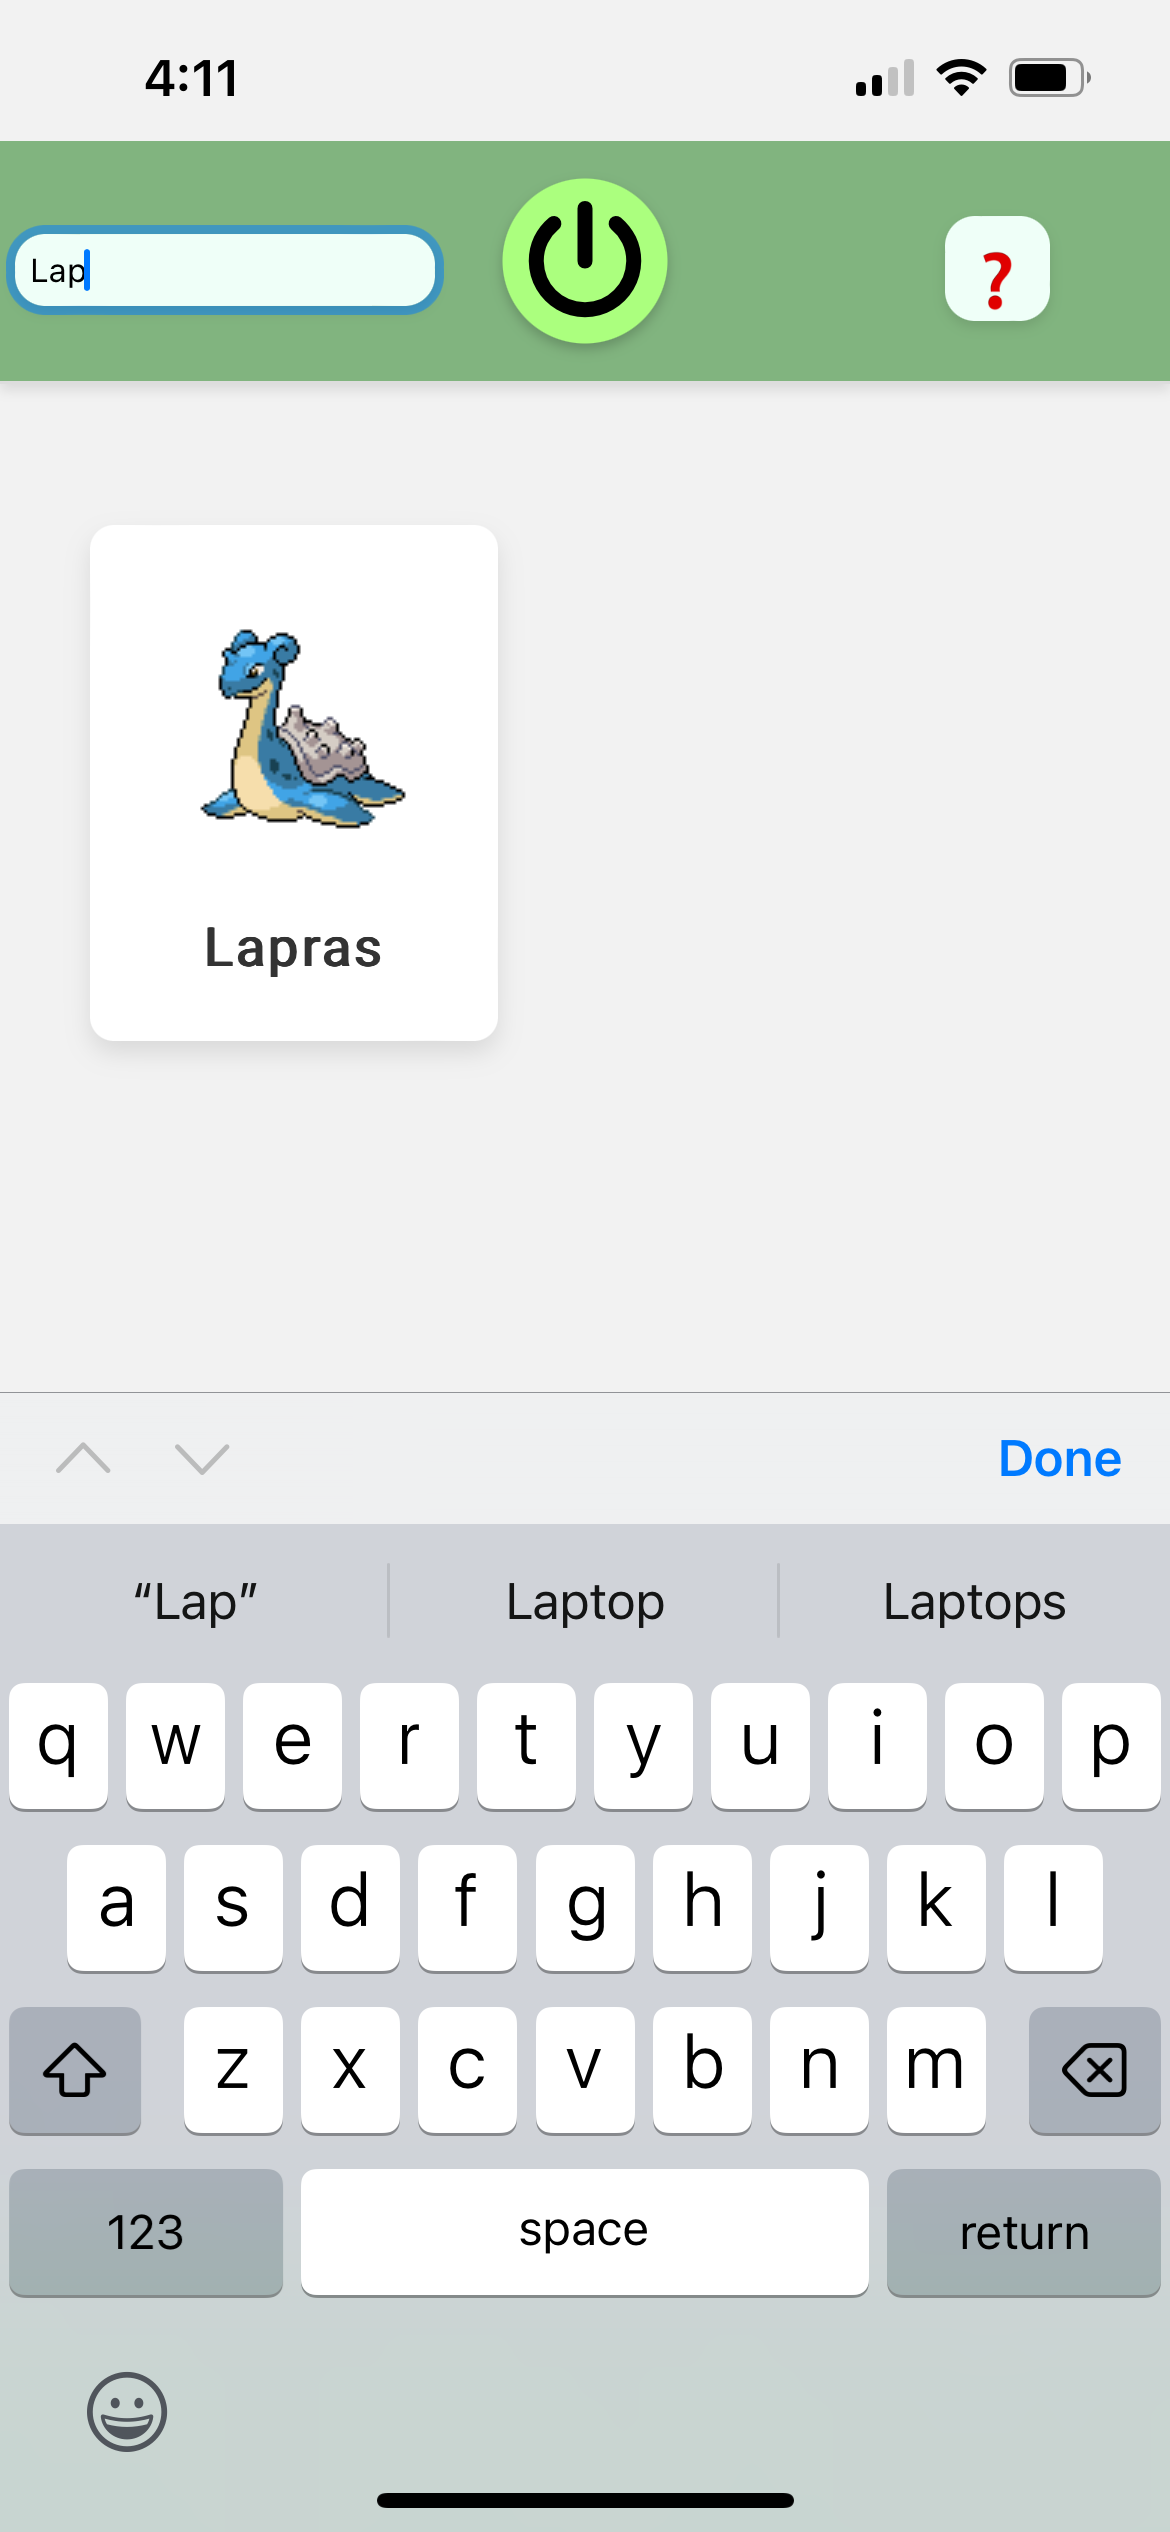 4:11
Lap
?
Lapras
Done
“Lap” Laptop Laptops
q w e r t y u i o p
a s d f g h j k l
z x c v b n m
123 space return